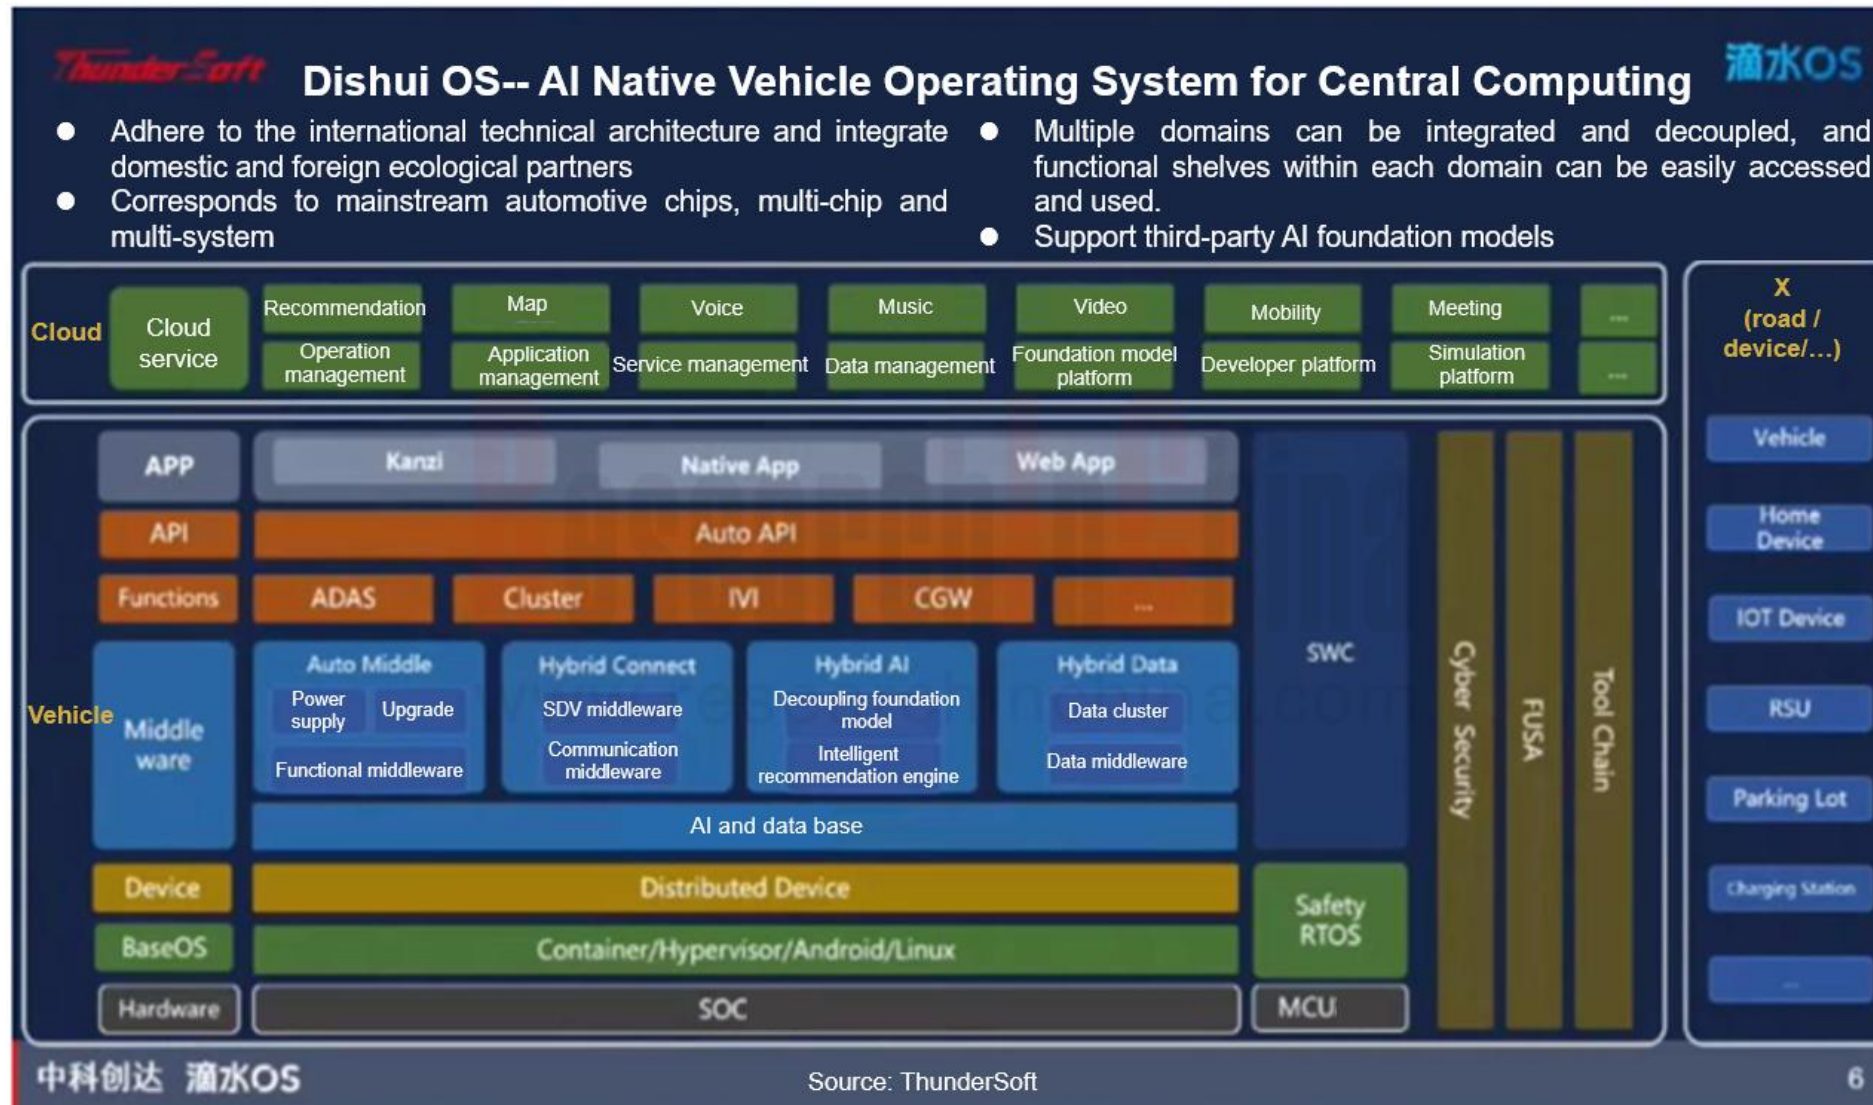 ThunderSoft
Dishui OS-- AI Native Vehicle Operating System for Central Computing
滴水OS
● Adhere to the international technical architecture and integrate
domestic and foreign ecological partners
● Corresponds to mainstream automotive chips, multi-chip and
multi-system
● Multiple domains can be integrated and decoupled, and
functional shelves within each domain can be easily accessed
and used.
● Support third-party AI foundation models
Cloud
Cloud
service
Recommendation
Map
Voice
Music
Video
Mobility
Meeting
...
Operation
management
Application
management
Service management
Data management
Foundation model
platform
Developer platform
Simulation
platform
...
Vehicle
APP
Kanzi
Native App
Web App
API
Auto API
Functions
ADAS
Cluster
IVI
CGW
...
Middle
ware
Auto Middle
Power
supply
Upgrade
Functional middleware
Hybrid Connect
SDV middleware
Communication
middleware
Hybrid AI
Decoupling foundation
model
Intelligent
recommendation engine
Hybrid Data
Data cluster
Data middleware
AI and data base
Device
Distributed Device
BaseOS
Container/Hypervisor/Android/Linux
Hardware
SOC
SWC
Safety
RTOS
MCU
Cyber Security
FUSA
Tool Chain
X
(road /
device/...)
Vehicle
Home
Device
IOT Device
RSU
Parking Lot
Charging Station
...
中科创达 滴水OS
Source: ThunderSoft
6